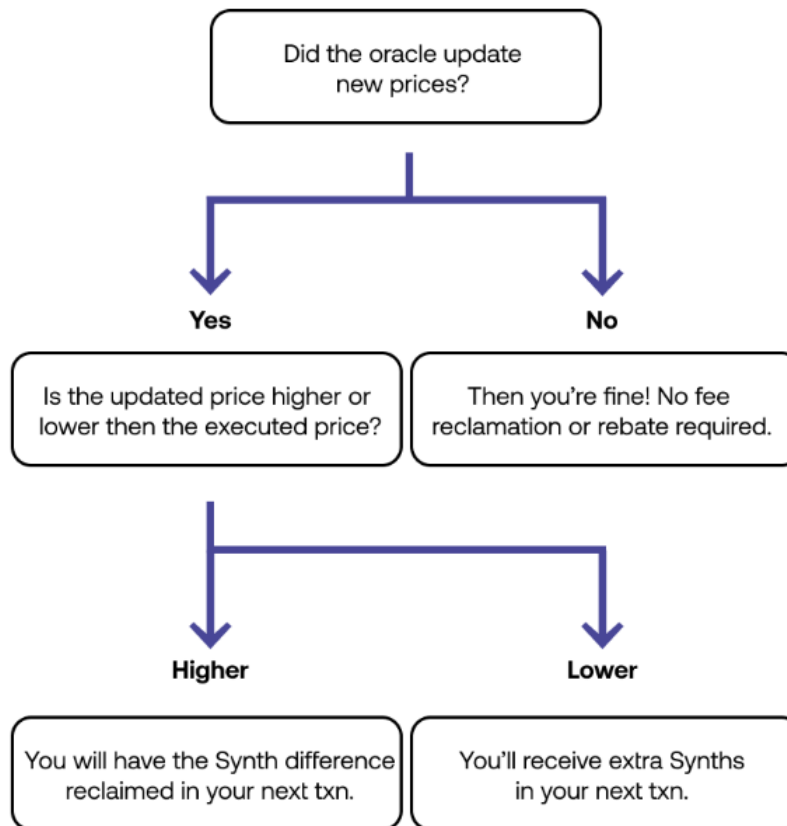 Did the oracle update
new prices?
Yes
No
Is the updated price higher or
lower then the executed price?
Then you're fine! No fee
reclamation or rebate required.
Higher
Lower
You will have the Synth difference
reclaimed in your next txn.
You'll receive extra Synths
in your next txn.